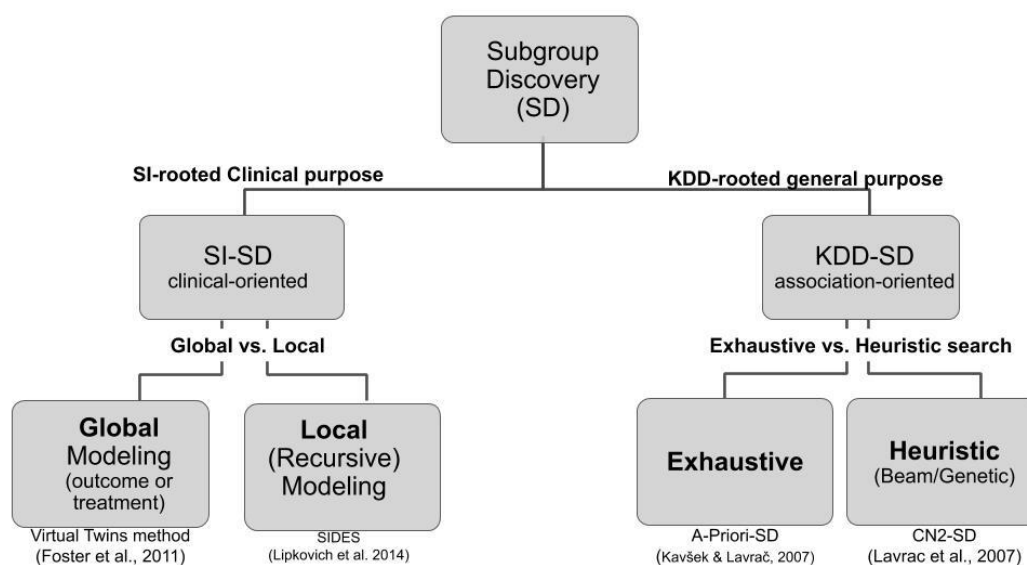 Subgroup
Discovery
(SD)
SI-rooted Clinical purpose
KDD-rooted general purpose
SI-SD
clinical-oriented
KDD-SD
association-oriented
Global vs. Local
Exhaustive vs. Heuristic search
Global
Modeling
(outcome or
treatment)
Local
(Recursive)
Modeling
Exhaustive
Heuristic
(Beam/Genetic)
Virtual Twins method
(Foster et al., 2011)
SIDES
(Lipkovich et al. 2014)
A-Priori-SD
(Kavšek & Lavrač, 2007)
CN2-SD
(Lavrac et al., 2007)